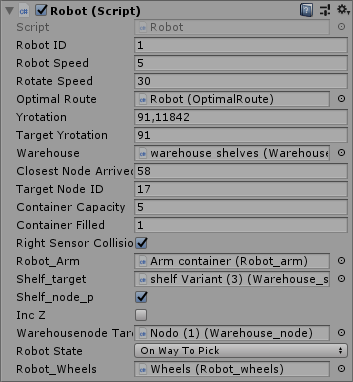 Robot (Script)
Script Robot
Robot ID 1
Robot Speed 5
Rotate Speed 30
Optimal Route Robot (OptimalRoute)
Yrotation 91,11842
Target Yrotation 91
Warehouse warehouse shelves (Warehouse
Closest Node Arrived 58
Target Node ID 17
Container Capacity 5
Container Filled 1
Right Sensor Collisio
Robot_Arm Arm container (Robot_arm)
Shelf_target shelf Variant (3) (Warehouse_s
Shelf_node_p
Inc Z
Warehousenode Tar Nodo (1) (Warehouse_node)
Robot State On Way To Pick
Robot_Wheels Wheels (Robot_wheels)